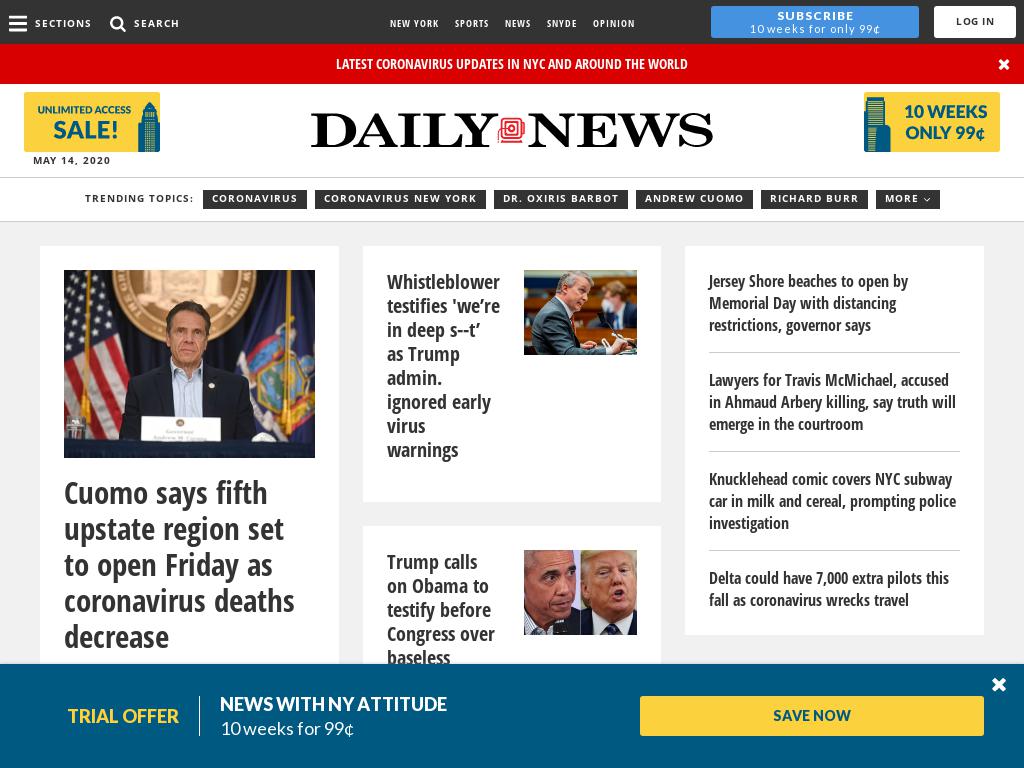 SECTIONS
SEARCH
NEW YORK
SPORTS
NEWS
SNYDE
OPINION
SUBSCRIBE
10 weeks for only 99¢
LOG IN
LATEST CORONAVIRUS UPDATES IN NYC AND AROUND THE WORLD
UNLIMITED ACCESS
SALE!
MAY 14, 2020
DAILY NEWS
10 WEEKS
ONLY 99¢
TRENDING TOPICS:
CORONAVIRUS
CORONAVIRUS NEW YORK
DR. OXIRIS BARBOT
ANDREW CUOMO
RICHARD BURR
MORE
Cuomo says fifth
upstate region set
to open Friday as
coronavirus deaths
decrease
Whistleblower
testifies 'we’re
in deep s--t’
as Trump
admin.
ignored early
virus
warnings
Trump calls
on Obama to
testify before
Congress over
baseless
Jersey Shore beaches to open by
Memorial Day with distancing
restrictions, governor says
Lawyers for Travis McMichael, accused
in Ahmaud Arbery killing, say truth will
emerge in the courtroom
Knucklehead comic covers NYC subway
car in milk and cereal, prompting police
investigation
Delta could have 7,000 extra pilots this
fall as coronavirus wrecks travel
TRIAL OFFER
NEWS WITH NY ATTITUDE
10 weeks for 99¢
SAVE NOW